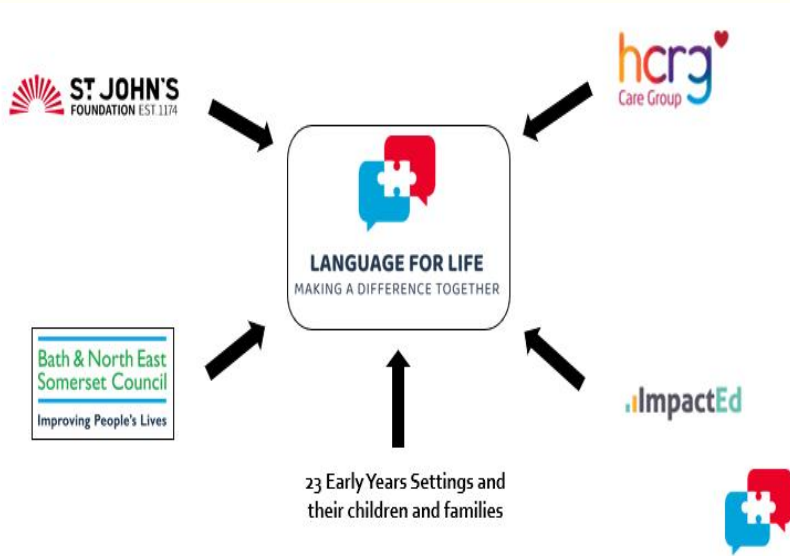 ST JOHN'S
FOUNDATION EST.1174
hcrg
Care Group
LANGUAGE FOR LIFE
MAKING A DIFFERENCE TOGETHER
Bath & North East
Somerset Council
Improving People's Lives
ImpactEd
23 Early Years Settings and
their children and families